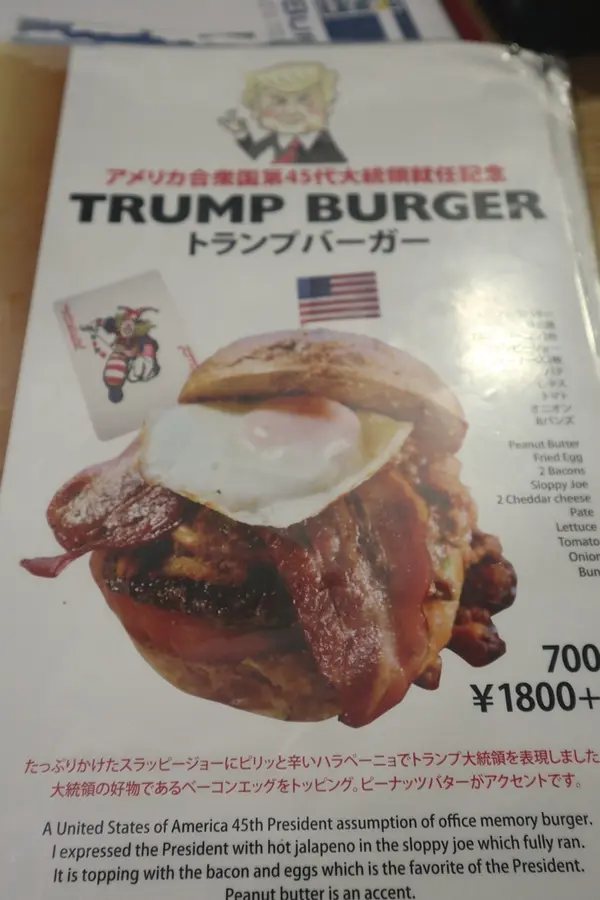 アメリカ合衆国第45代大統領就任記念
TRUMP BURGER
トランプバーガー
レタス
トマト
オニオン
Peanut Butter
Fried Egg
2 Bacons
Sloppy Joe
2 Cheddar cheese
Pate
Lettuce
Tomato
Onion
Bun
700
¥1800+
たっぷりかけたスラッピージョーにピリッと辛いハラペーニョでトランプ大統領を表現しました
大統領の好物であるベーコンエッグをトッピング。ピーナッツバターがアクセントです。
A United States of America 45th President assumption of office memory burger.
I expressed the President with hot jalapeno in the sloppy joe which fully ran.
It is topping with the bacon and eggs which is the favorite of the President.
Peanut butter is an accent.